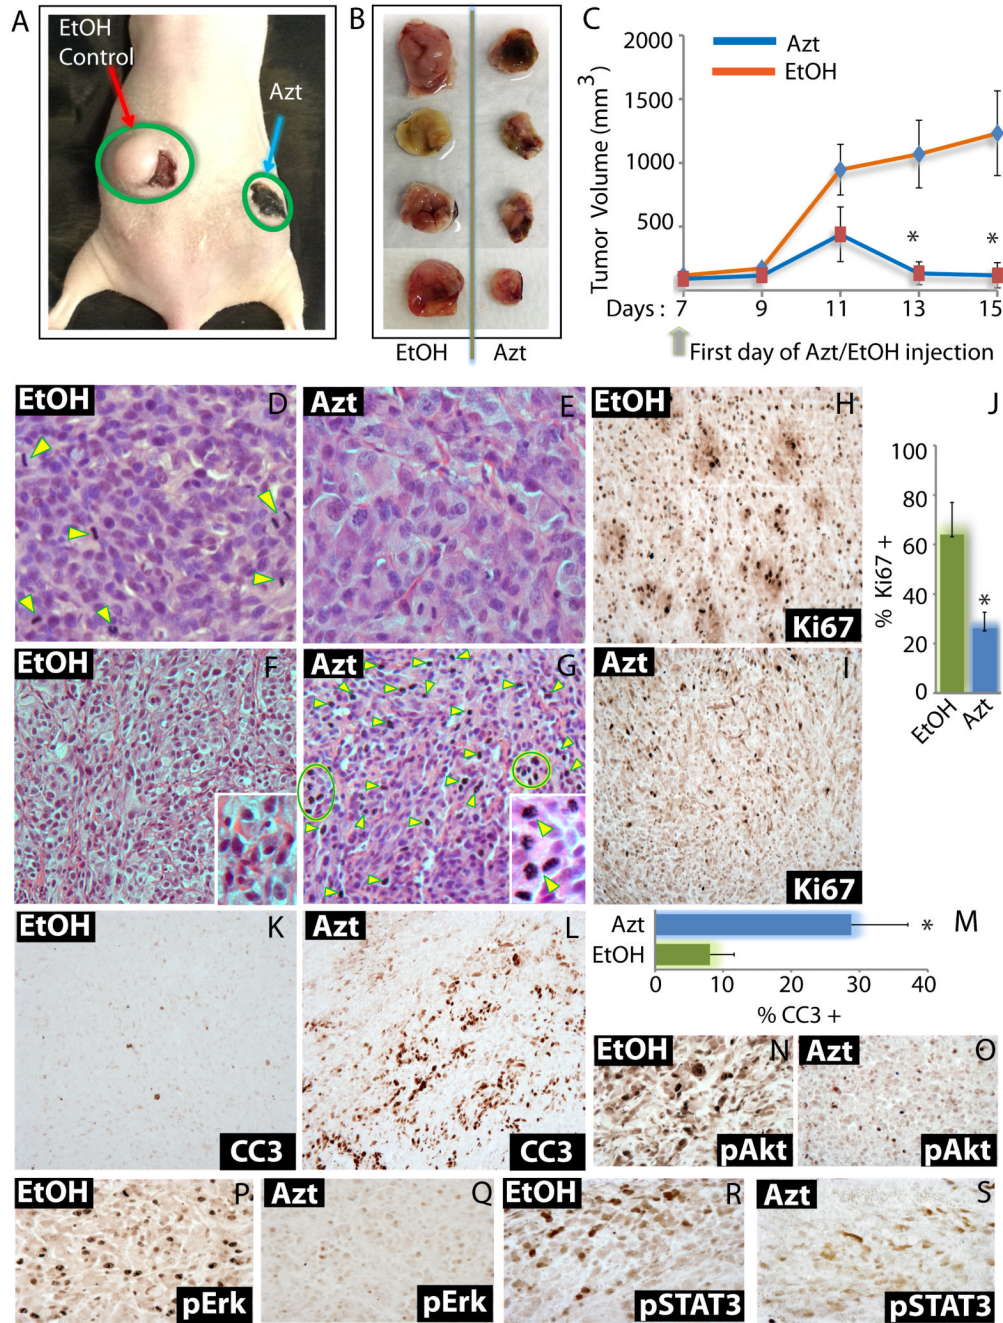 A
EtOH
Control
Azt
B
EtOH
Azt
C
Azt
EtOH
Tumor Volume (mm³)
2000
1500
1000
500
*
*
Days : 7 9 11 13 15
First day of Azt/EtOH injection
EtOH
D
Azt
E
EtOH
H
Ki67
J
% Ki67 +
100
80
60
40
20
0
*
EtOH
Azt
EtOH
F
Azt
G
Azt
I
Ki67
EtOH
K
CC3
Azt
L
CC3
Azt
EtOH
*
M
0 10 20 30 40
% CC3 +
EtOH
N
pAkt
Azt
O
pAkt
EtOH
P
pErk
Azt
Q
pErk
EtOH
R
pSTAT3
Azt
S
pSTAT3